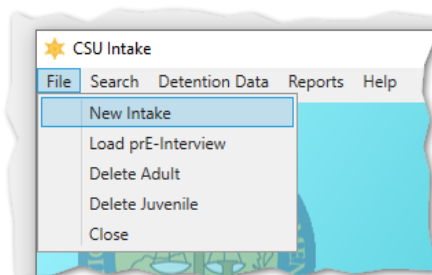 CSU Intake
File Search Detention Data Reports Help
New Intake
Load prE-Interview
Delete Adult
Delete Juvenile
Close